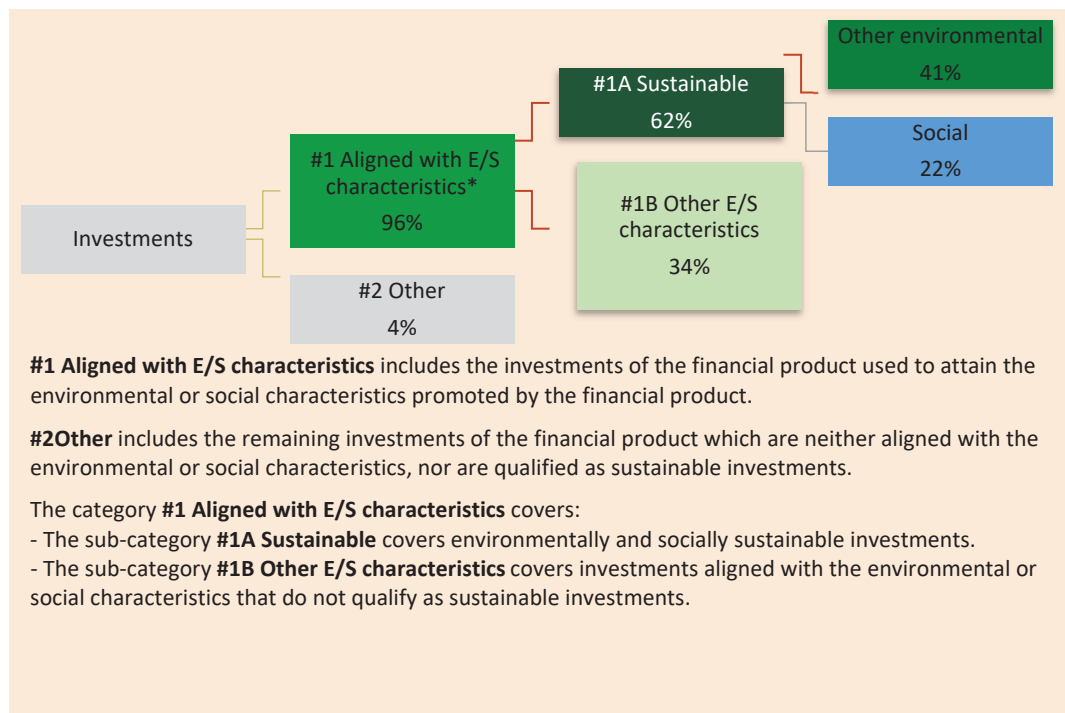 Investments
#1 Aligned with E/S
characteristics*
96%
#2 Other
4%
#1A Sustainable
62%
#1B Other E/S
characteristics
34%
Other environmental
41%
Social
22%
#1 Aligned with E/S characteristics includes the investments of the financial product used to attain the
environmental or social characteristics promoted by the financial product.
#2Other includes the remaining investments of the financial product which are neither aligned with the
environmental or social characteristics, nor are qualified as sustainable investments.
The category #1 Aligned with E/S characteristics covers:
- The sub-category #1A Sustainable covers environmentally and socially sustainable investments.
- The sub-category #1B Other E/S characteristics covers investments aligned with the environmental or
social characteristics that do not qualify as sustainable investments.